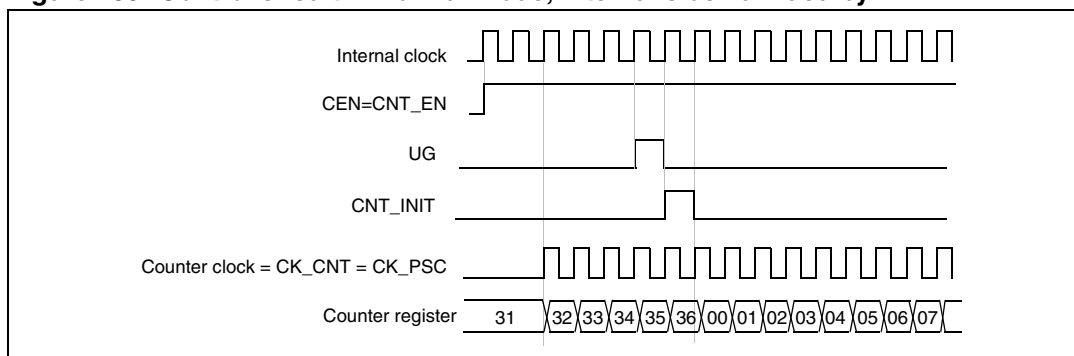 Internal clock
CEN=CNT_EN
UG
CNT_INIT
Counter clock = CK_CNT = CK_PSC
Counter register 31 32 33 34 35 36 00 01 02 03 04 05 06 07